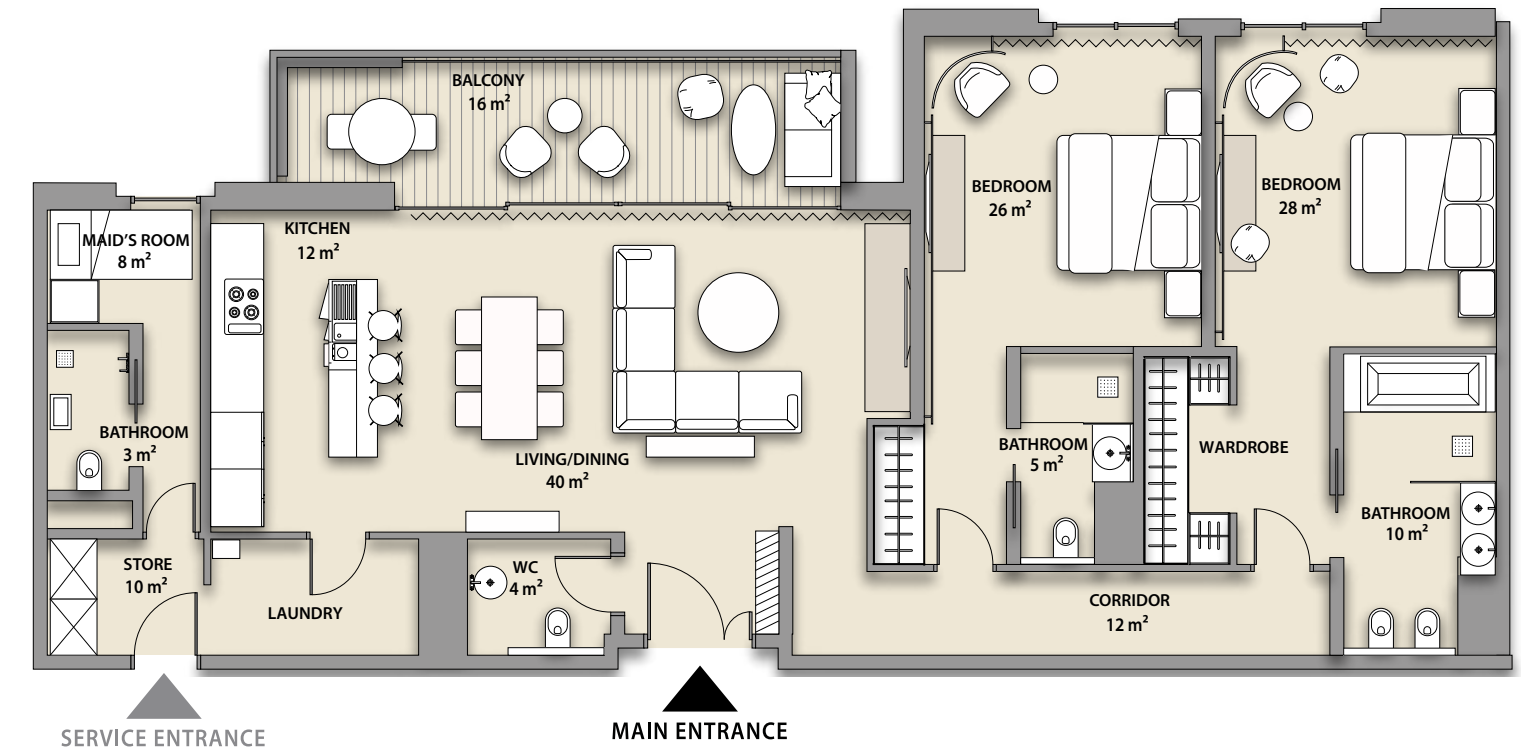 BALCONY
16 m²
BEDROOM
26 m²
BEDROOM
28 m²
KITCHEN
12 m²
MAID'S ROOM
8 m²
BATHROOM
3 m²
LIVING/DINING
40 m²
BATHROOM
5 m²
WARDROBE
BATHROOM
10 m²
STORE
10 m²
LAUNDRY
WC
4 m²
CORRIDOR
12 m²
SERVICE ENTRANCE
MAIN ENTRANCE